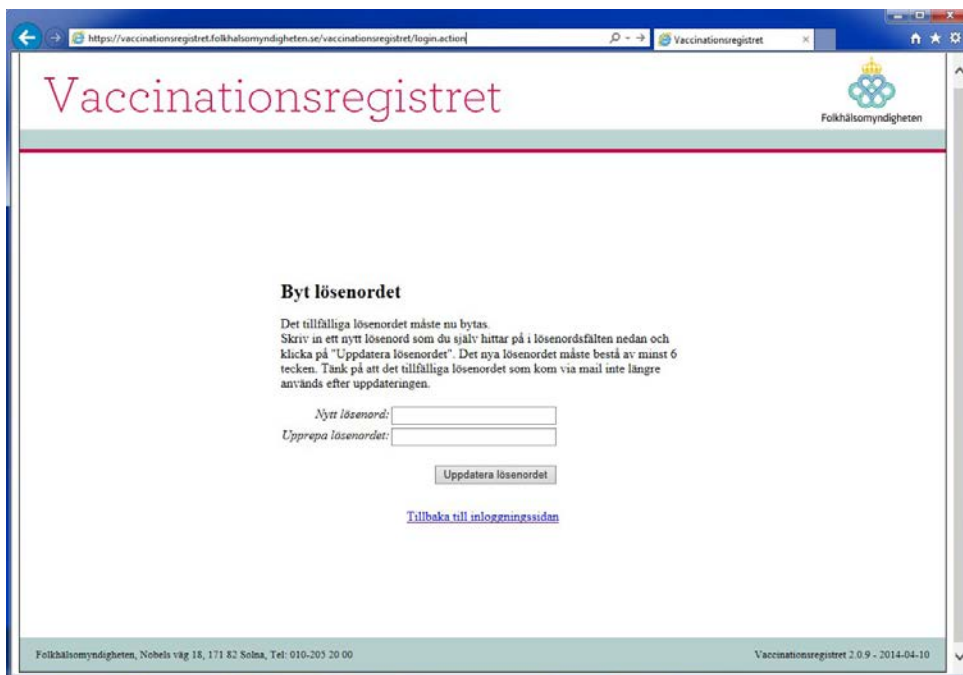 https://vaccinationsregistret.folkhalsomyndigheten.se/vaccinationsregistret/login.action
Vaccinationsregistret
Vaccinationsregistret
Folkhälsomyndigheten
Byt lösenordet
Det tillfälliga lösenordet måste nu bytas.
Skriv in ett nytt lösenord som du själv hittar på i lösenordsfälten nedan och
klicka på "Uppdatera lösenordet". Det nya lösenordet måste bestå av minst 6
tecken. Tänk på att det tillfälliga lösenordet som kom via mail inte längre
används efter uppdateringen.
Nytt lösenord:
Upprepa lösenordet:
Uppdatera lösenordet
Tillbaka till inloggningssidan
Folkhälsomyndigheten, Nobels väg 18, 171 82 Solna, Tel: 010-205 20 00
Vaccinationsregistret 2.0.9 - 2014-04-10